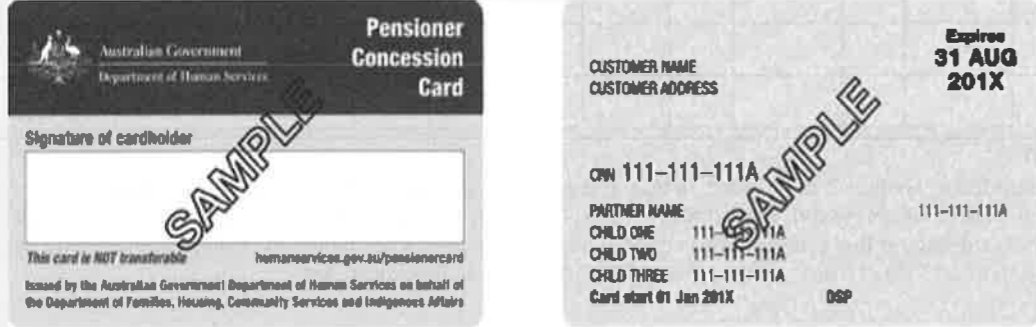 Australian Government
Department of Human Services
Pensioner
Concession
Card
Signature of cardholder
SAMPLE
This card is NOT transferable
humanservices.gov.au/pensionercard
Issued by the Australian Government Department of Human Services on behalf of
the Department of Families, Housing, Community Services and Indigenous Affairs
Expires
31 AUG
201X
CUSTOMER NAME
CUSTOMER ADDRESS
CRN 111-111-111A
SAMPLE
PARTNER NAME 111-111-111A
CHILD ONE 111-111-111A
CHILD TWO 111-111-111A
CHILD THREE 111-111-111A
Card start 01 Jan 201X DSP